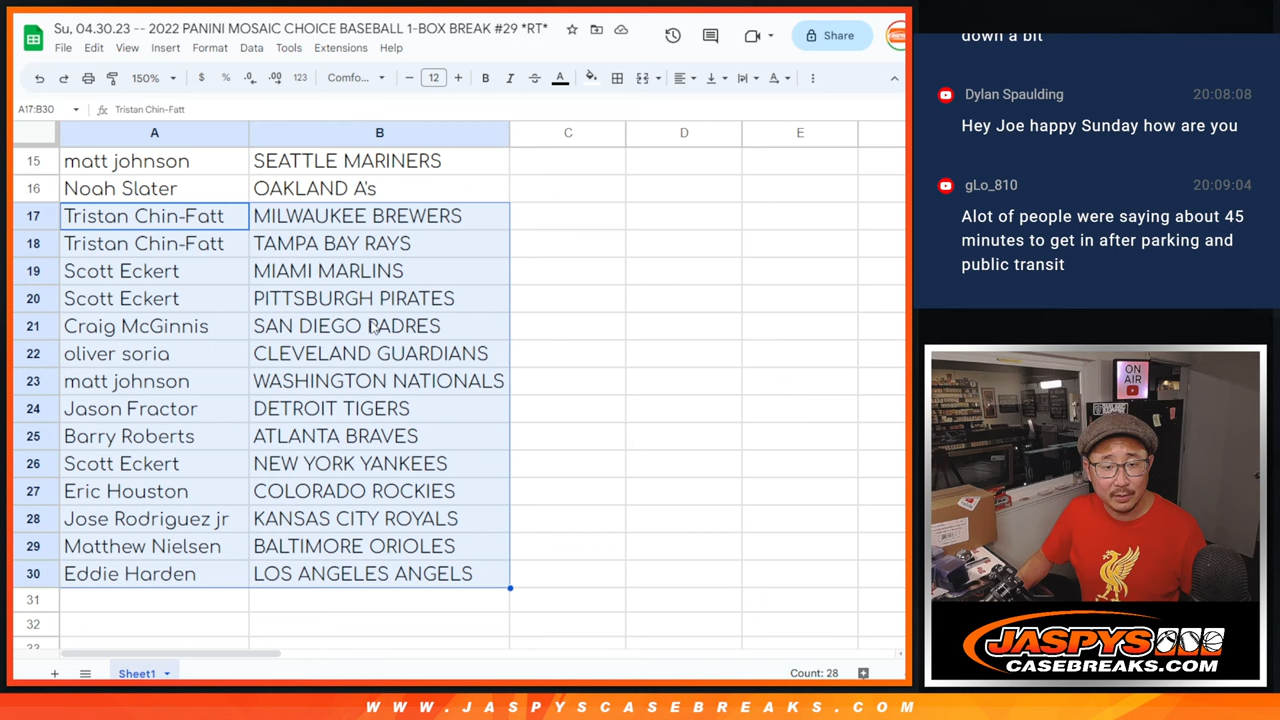 Su, 04.30.23 -- 2022 PANINI MOSAIC CHOICE BASEBALL 1-BOX BREAK #29 *RT*
File Edit View Insert Format Data Tools Extensions Help
Share
150% $ % .0 .00 123 Comfo... 12 B I A
A17:B30 fx Tristan Chin-Fatt
A B C D E
15 matt johnson SEATTLE MARINERS
16 Noah Slater OAKLAND A's
17 Tristan Chin-Fatt MILWAUKEE BREWERS
18 Tristan Chin-Fatt TAMPA BAY RAYS
19 Scott Eckert MIAMI MARLINS
20 Scott Eckert PITTSBURGH PIRATES
21 Craig McGinnis SAN DIEGO PADRES
22 oliver soria CLEVELAND GUARDIANS
23 matt johnson WASHINGTON NATIONALS
24 Jason Fractor DETROIT TIGERS
25 Barry Roberts ATLANTA BRAVES
26 Scott Eckert NEW YORK YANKEES
27 Eric Houston COLORADO ROCKIES
28 Jose Rodriguez jr KANSAS CITY ROYALS
29 Matthew Nielsen BALTIMORE ORIOLES
30 Eddie Harden LOS ANGELES ANGELS
31
32
33
Sheet1
Count: 28
down a bit
Dylan Spaulding 20:08:08
Hey Joe happy Sunday how are you
gLo_810 20:09:04
Alot of people were saying about 45
minutes to get in after parking and
public transit
ON
AIR
JASPYS
CASEBREAKS.COM
WWW.JASPYSCASEBREAKS.COM